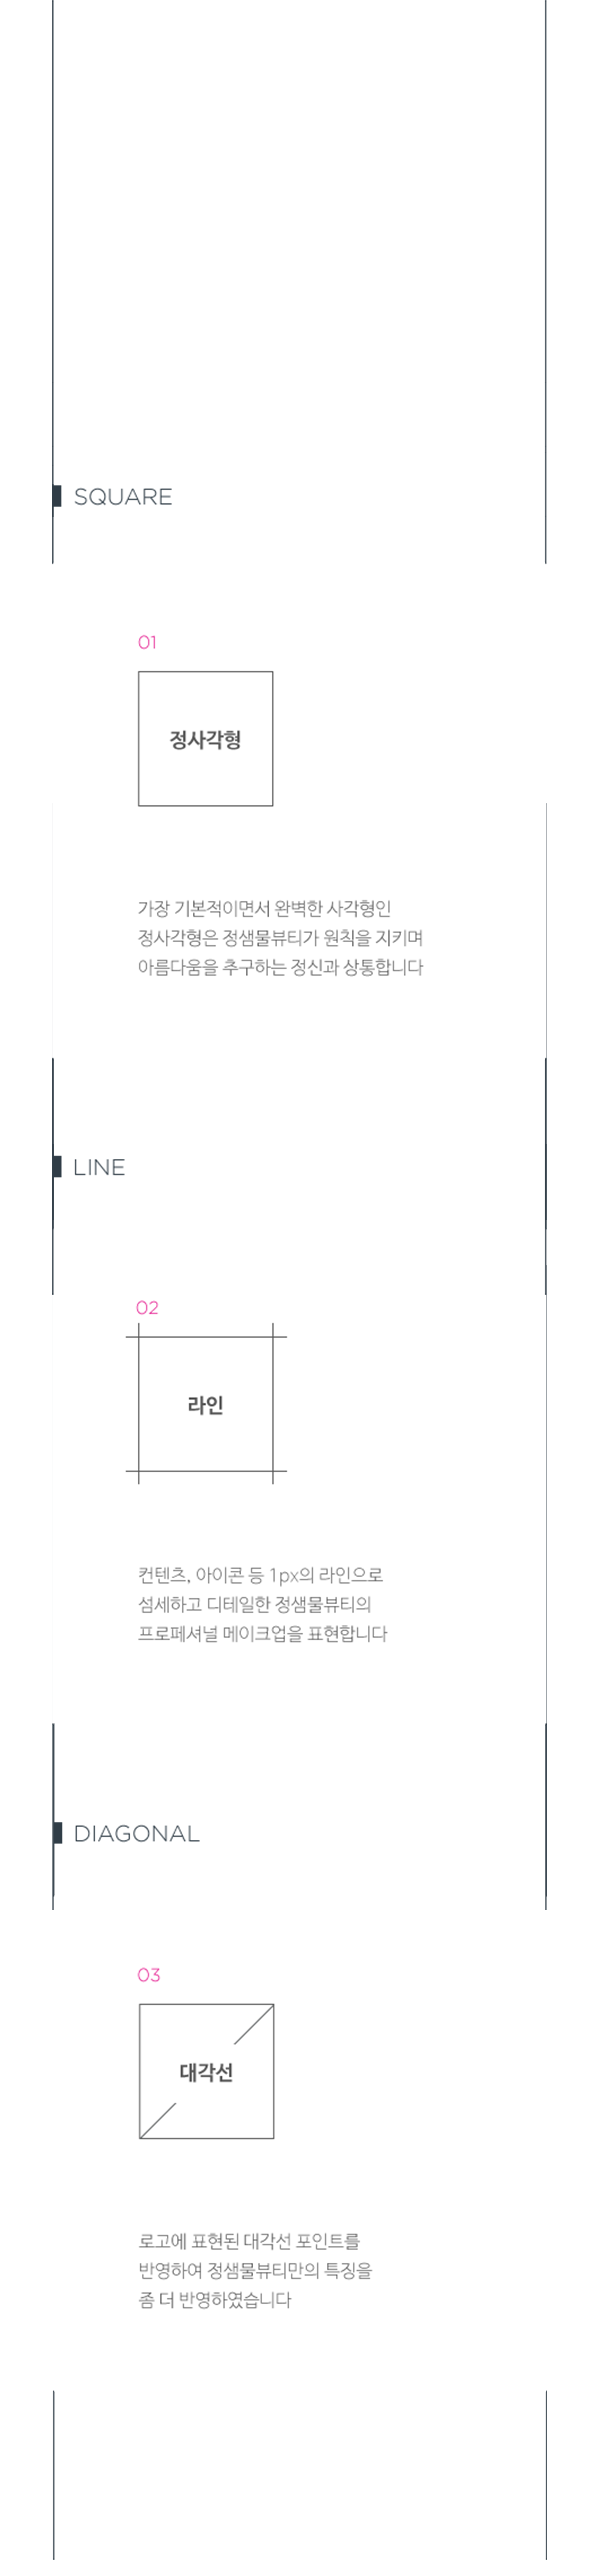 SQUARE
01
정사각형
가장 기본적이면서 완벽한 사각형인
정사각형은 정샘물뷰티가 원칙을 지키며
아름다움을 추구하는 정신과 상통합니다
LINE
02
라인
컨텐츠, 아이콘 등 1px의 라인으로
섬세하고 디테일한 정샘물뷰티의
프로페셔널 메이크업을 표현합니다
DIAGONAL
03
대각선
로고에 표현된 대각선 포인트를
반영하여 정샘물뷰티만의 특징을
좀 더 반영하였습니다